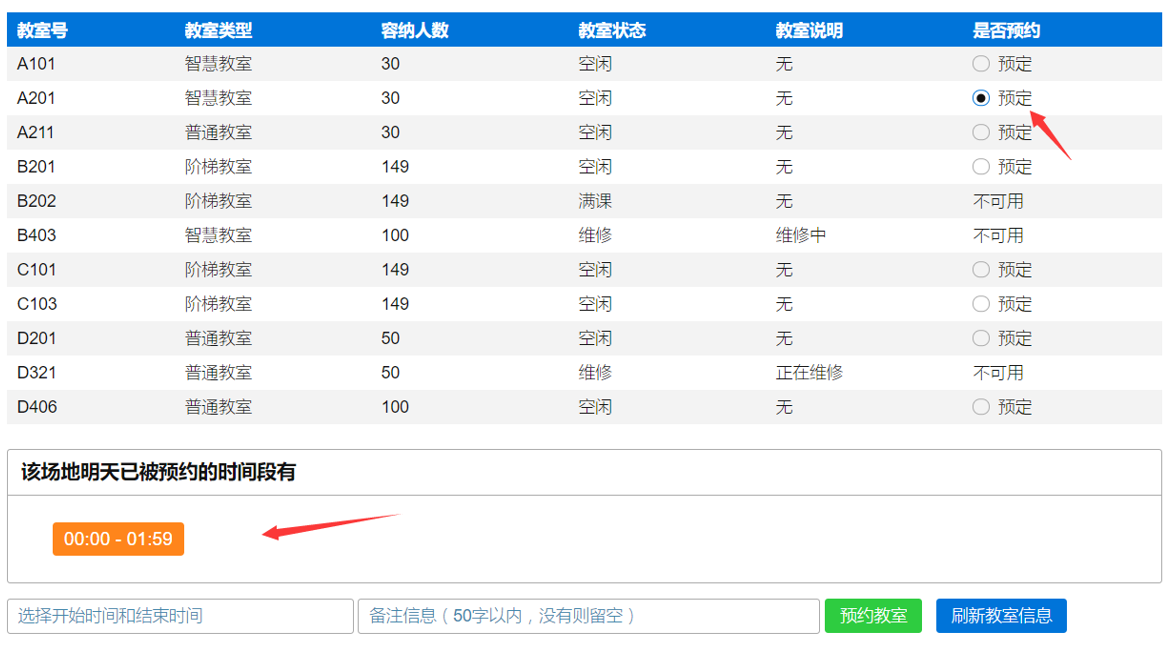 教室号 教室类型 容纳人数 教室状态 教室说明 是否预约
A101 智慧教室 30 空闲 无 预定
A201 智慧教室 30 空闲 无 预定
A211 普通教室 30 空闲 无 预定
B201 阶梯教室 149 空闲 无 预定
B202 阶梯教室 149 满课 无 不可用
B403 智慧教室 100 维修 维修中 不可用
C101 阶梯教室 149 空闲 无 预定
C103 阶梯教室 149 空闲 无 预定
D201 普通教室 50 空闲 无 预定
D321 普通教室 50 维修 正在维修 不可用
D406 普通教室 100 空闲 无 预定
该场地明天已被预约的时间段有
00:00 - 01:59
选择开始时间和结束时间 备注信息（50字以内，没有则留空） 预约教室 刷新教室信息